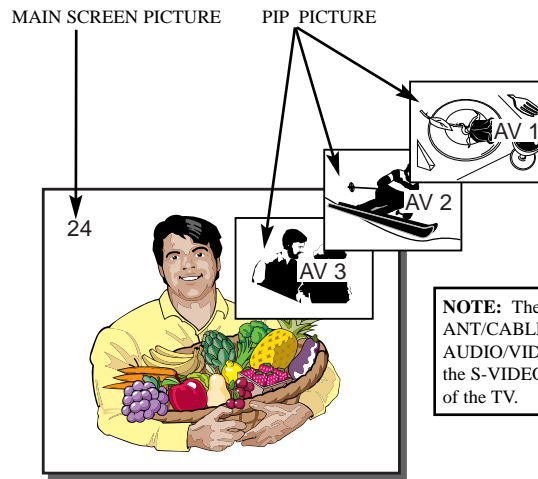 MAIN SCREEN PICTURE
PIP PICTURE
AV 1
AV 2
24
AV 3
NOTE: The
ANT/CABLE
AUDIO/VID
the S-VIDEO
of the TV.